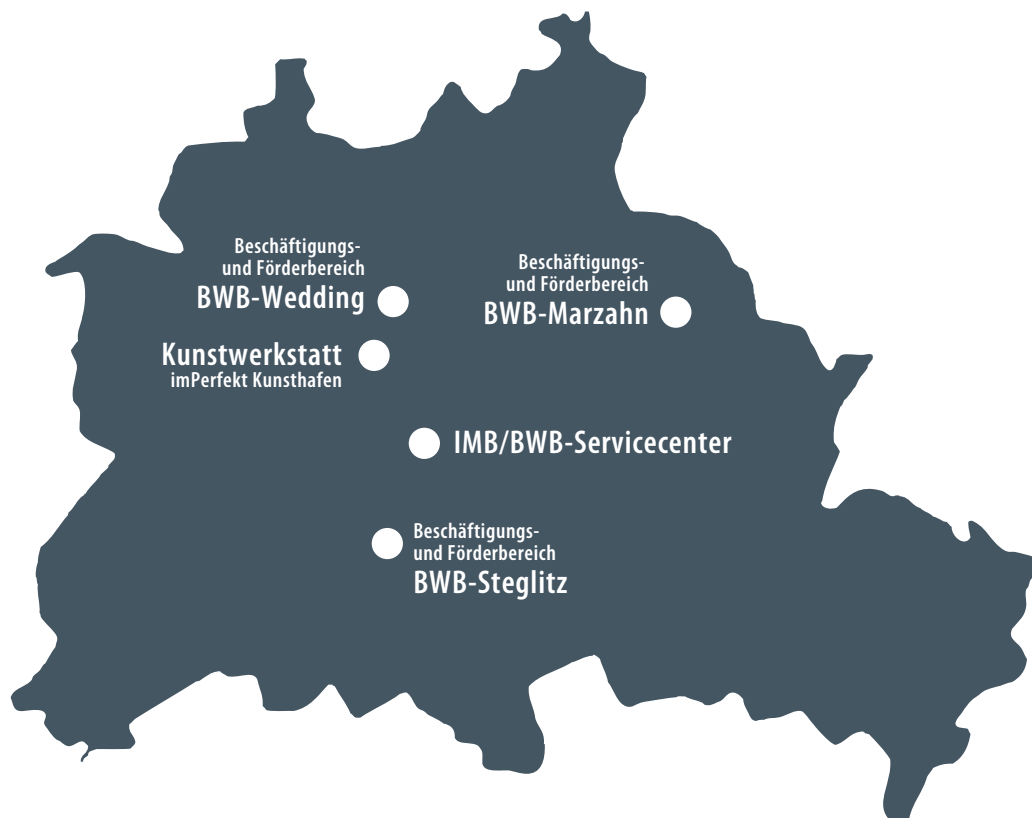 Beschäftigungs-
und Förderbereich
BWB-Wedding
Beschäftigungs-
und Förderbereich
BWB-Marzahn
Kunstwerkstatt
imPerfekt Kunsthafen
IMB/BWB-Servicecenter
Beschäftigungs-
und Förderbereich
BWB-Steglitz